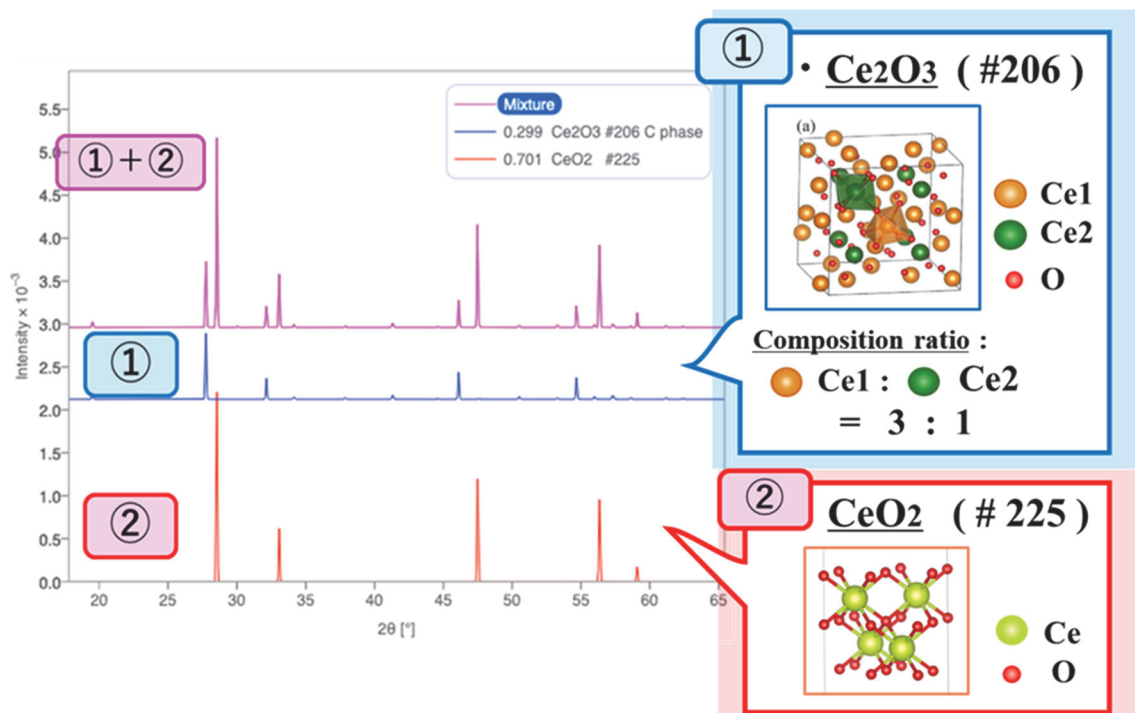 ①
・ Ce2O3 ( #206 )
(a)
Ce1
Ce2
O
Composition ratio :
Ce1 : Ce2
= 3 : 1
②
CeO2 ( # 225 )
Ce
O
①+②
①
②
Mixture
0.299 Ce2O3 #206 C phase
0.701 CeO2 #225
Intensity × 10⁻³
5.5
5.0
4.5
4.0
3.5
3.0
2.5
2.0
1.5
1.0
0.5
0.0
20 25 30 35 40 45 50 55 60 65
2θ [°]